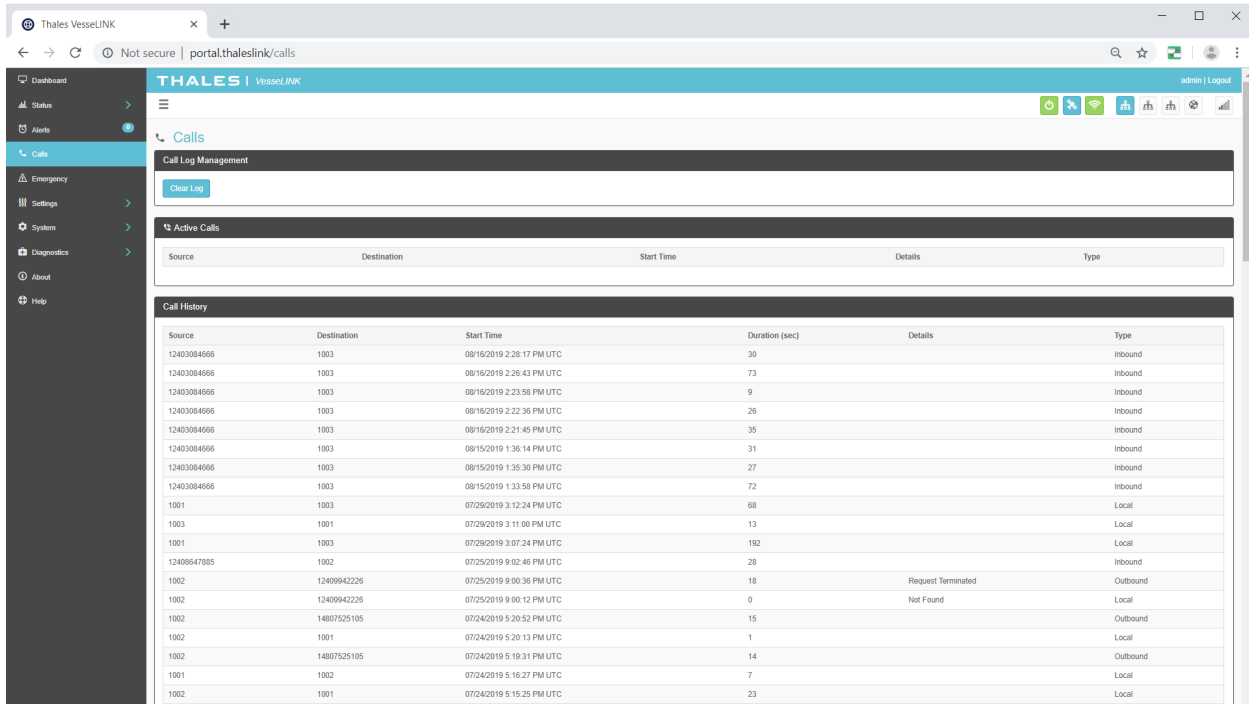 Thales VesseLINK
Not secure | portal.thaleslink/calls
Dashboard
Status
Alerts 0
Calls
Emergency
Settings
System
Diagnostics
About
Help
THALES | VesseLINK admin | Logout
Calls
Call Log Management
Clear Log
Active Calls
Source Destination Start Time Details Type
Call History
Source Destination Start Time Duration (sec) Details Type
12403084666 1003 08/16/2019 2:28:17 PM UTC 30 Inbound
12403084666 1003 08/16/2019 2:26:43 PM UTC 73 Inbound
12403084666 1003 08/16/2019 2:23:58 PM UTC 9 Inbound
12403084666 1003 08/16/2019 2:22:36 PM UTC 26 Inbound
12403084666 1003 08/16/2019 2:21:45 PM UTC 35 Inbound
12403084666 1003 08/15/2019 1:36:14 PM UTC 31 Inbound
12403084666 1003 08/15/2019 1:35:30 PM UTC 27 Inbound
12403084666 1003 08/15/2019 1:33:58 PM UTC 72 Inbound
1001 1003 07/29/2019 3:12:24 PM UTC 68 Local
1003 1001 07/29/2019 3:11:00 PM UTC 13 Local
1001 1003 07/29/2019 3:07:24 PM UTC 192 Local
12408647885 1002 07/25/2019 9:02:46 PM UTC 28 Inbound
1002 12409942226 07/25/2019 9:00:36 PM UTC 18 Request Terminated Outbound
1002 12409942226 07/25/2019 9:00:12 PM UTC 0 Not Found Local
1002 14807525105 07/24/2019 5:20:52 PM UTC 15 Outbound
1002 1001 07/24/2019 5:20:13 PM UTC 1 Local
1002 14807525105 07/24/2019 5:19:31 PM UTC 14 Outbound
1001 1002 07/24/2019 5:16:27 PM UTC 7 Local
1002 1001 07/24/2019 5:15:25 PM UTC 23 Local